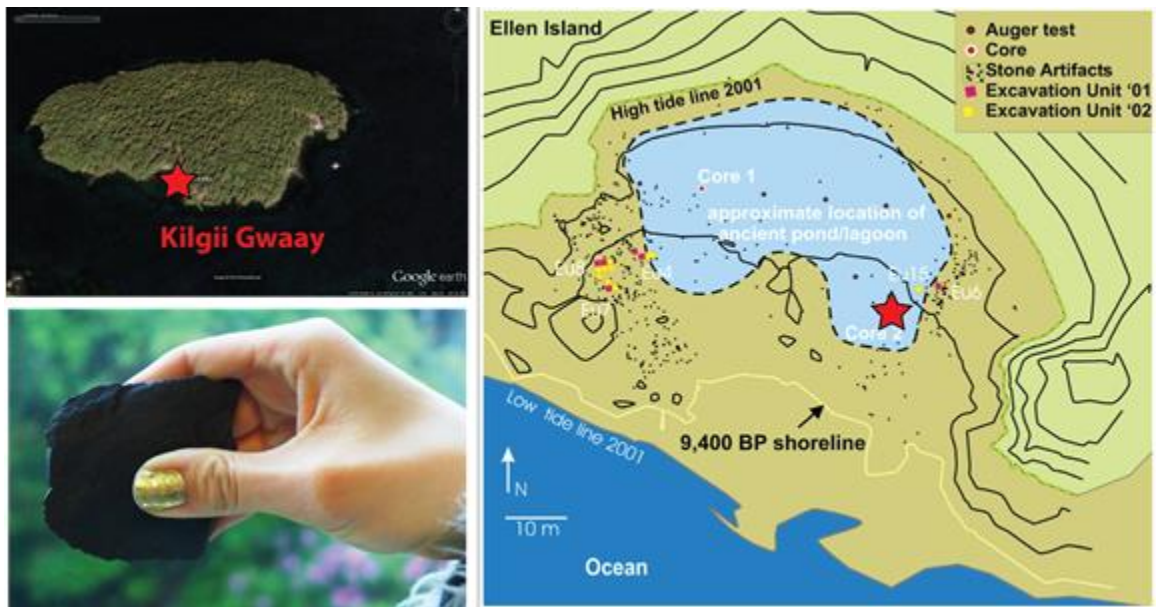 Kilgii Gwaay
Google earth
Ellen Island
Auger test
Core
Stone Artifacts
Excavation Unit '01
Excavation Unit '02
High tide line 2001
Core 1
approximate location of
ancient pond/lagoon
Eu8
Eu4
Eu7
Eu15
Eu6
Core 2
9,400 BP shoreline
Low tide line 2001
N
10 m
Ocean